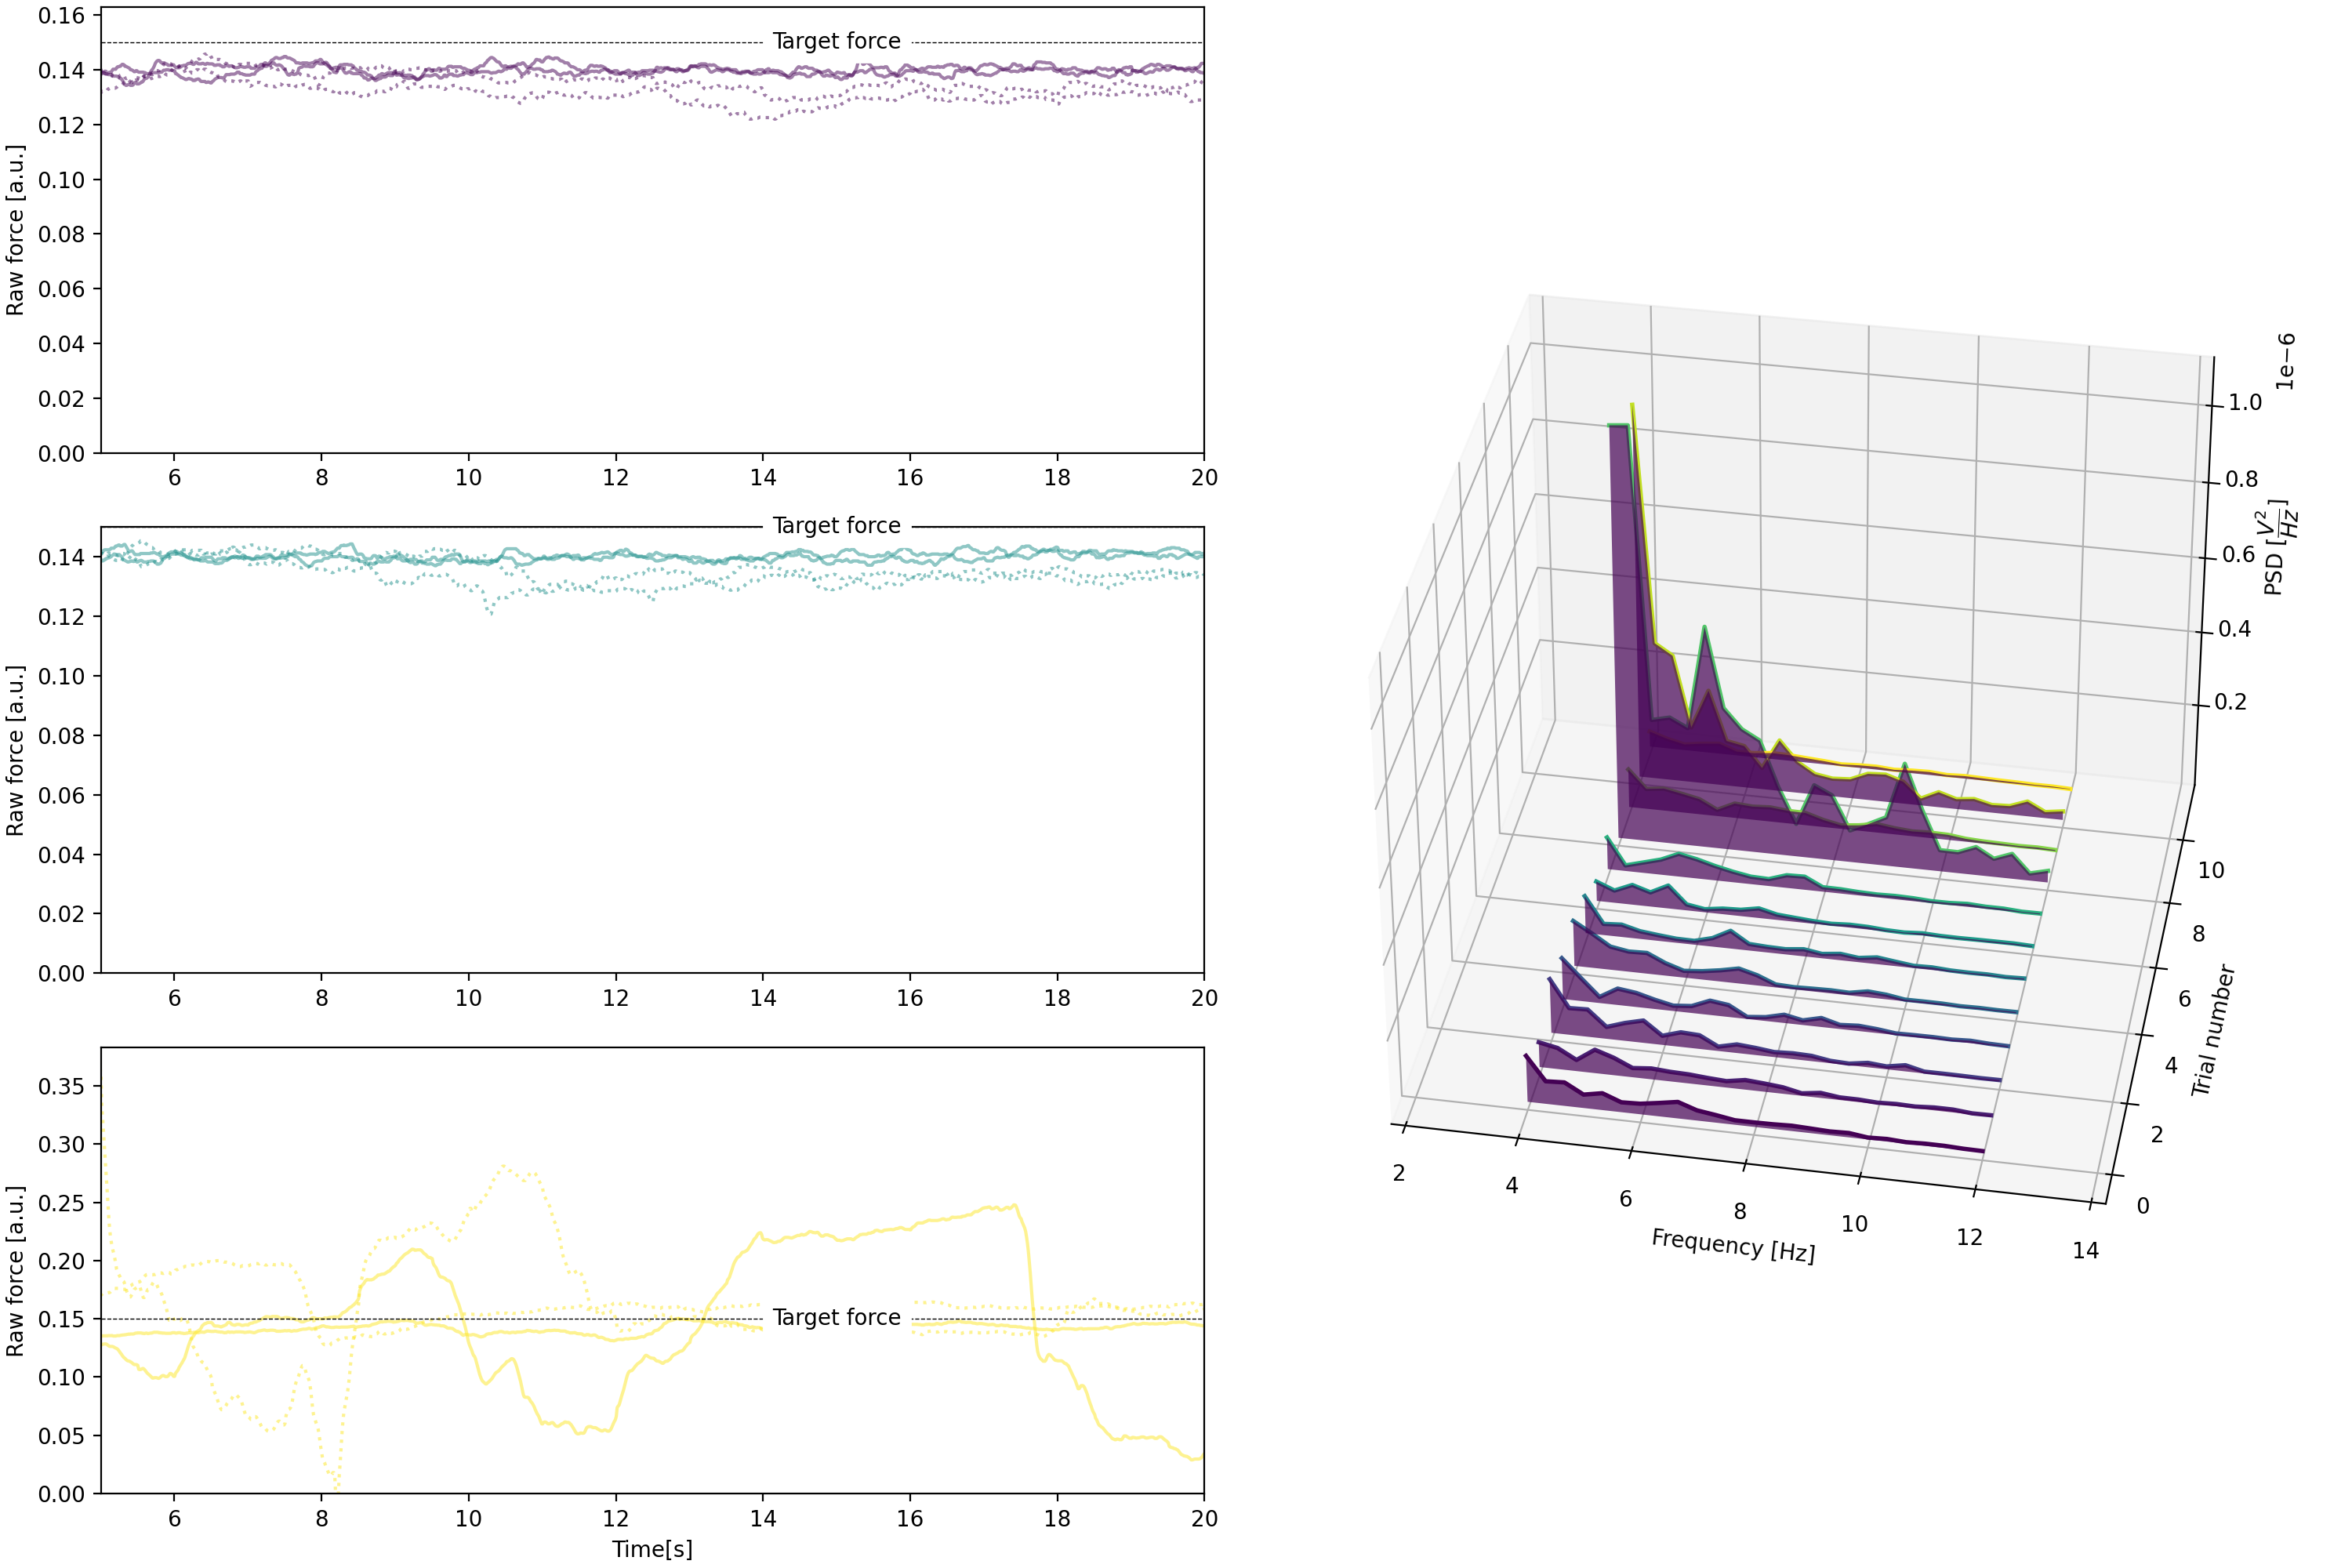 0.16
0.14
0.12
0.10
0.08
0.06
0.04
0.02
0.00
Raw force [a.u.]
Target force
6 8 10 12 14 16 18 20
0.14
0.12
0.10
0.08
0.06
0.04
0.02
0.00
Raw force [a.u.]
Target force
6 8 10 12 14 16 18 20
0.35
0.30
0.25
0.20
0.15
0.10
0.05
0.00
Raw force [a.u.]
Target force
6 8 10 12 14 16 18 20
Time[s]
1e−6
1.0
0.8
0.6
0.4
0.2
PSD [V²/Hz]
10
8
6
4
2
0
Trial number
2 4 6 8 10 12 14
Frequency [Hz]